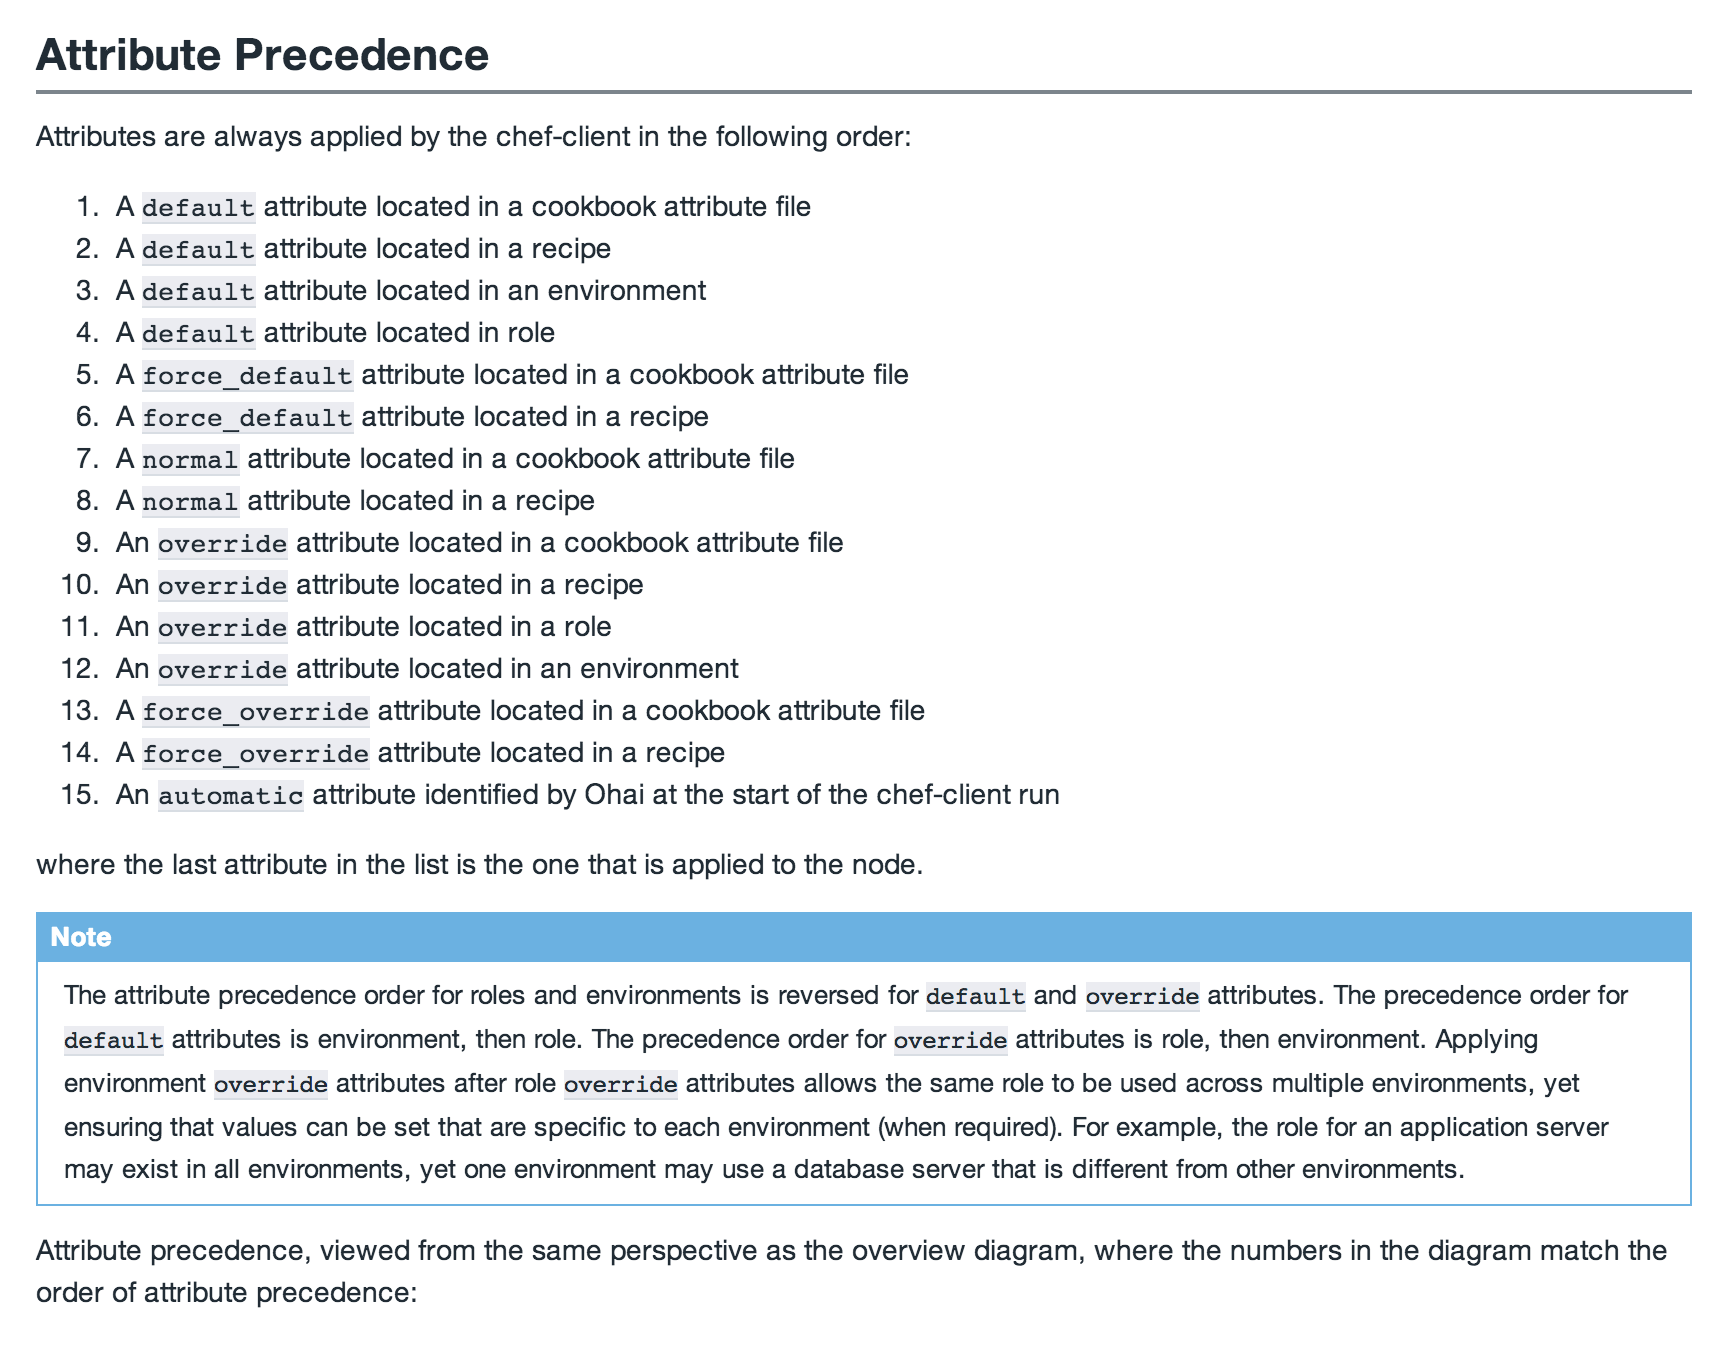 Attribute Precedence
Attributes are always applied by the chef-client in the following order:
1. A default attribute located in a cookbook attribute file
2. A default attribute located in a recipe
3. A default attribute located in an environment
4. A default attribute located in role
5. A force_default attribute located in a cookbook attribute file
6. A force_default attribute located in a recipe
7. A normal attribute located in a cookbook attribute file
8. A normal attribute located in a recipe
9. An override attribute located in a cookbook attribute file
10. An override attribute located in a recipe
11. An override attribute located in a role
12. An override attribute located in an environment
13. A force_override attribute located in a cookbook attribute file
14. A force_override attribute located in a recipe
15. An automatic attribute identified by Ohai at the start of the chef-client run
where the last attribute in the list is the one that is applied to the node.
Note
The attribute precedence order for roles and environments is reversed for default and override attributes. The precedence order for
default attributes is environment, then role. The precedence order for override attributes is role, then environment. Applying
environment override attributes after role override attributes allows the same role to be used across multiple environments, yet
ensuring that values can be set that are specific to each environment (when required). For example, the role for an application server
may exist in all environments, yet one environment may use a database server that is different from other environments.
Attribute precedence, viewed from the same perspective as the overview diagram, where the numbers in the diagram match the
order of attribute precedence: